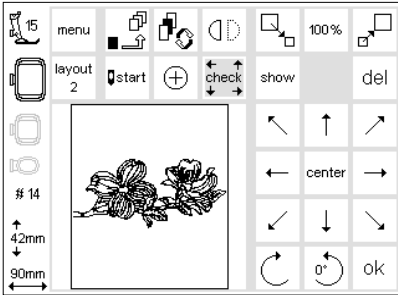 15
menu
100%
layout
2
start
check
show
del
center
# 14
42mm
90mm
0°
ok